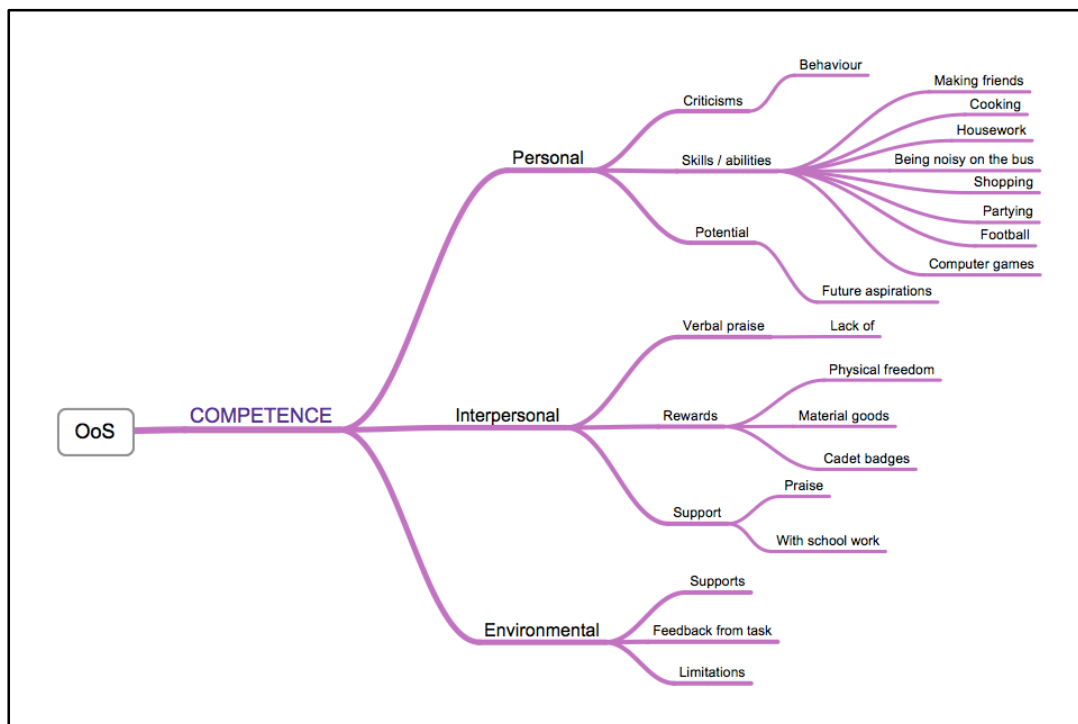 Behaviour
Criticisms
Making friends
Cooking
Housework
Personal
Skills / abilities
Being noisy on the bus
Shopping
Partying
Potential
Football
Computer games
Future aspirations
Verbal praise
Lack of
Physical freedom
OoS
COMPETENCE
Interpersonal
Rewards
Material goods
Cadet badges
Praise
Support
With school work
Supports
Environmental
Feedback from task
Limitations